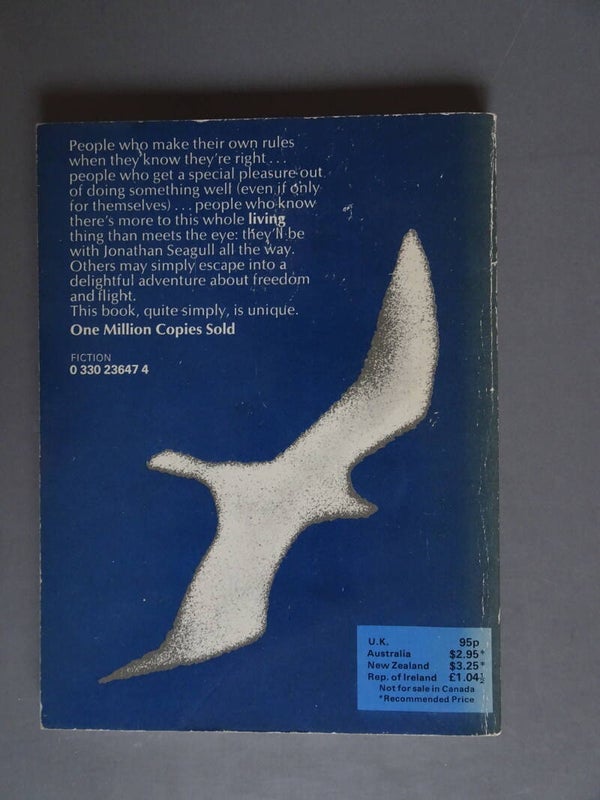 People who make their own rules
when they know they're right...
people who get a special pleasure out
of doing something well (even if only
for themselves)...people who know
there's more to this whole living
thing than meets the eye: they'll be
with Jonathan Seagull all the way.
Others may simply escape into a
delightful adventure about freedom
and flight.
This book, quite simply, is unique.
One Million Copies Sold
FICTION
0 330 23647 4
U.K. 95p
Australia $2.95*
New Zealand $3.25*
Rep. of Ireland £1.04½
Not for sale in Canada
*Recommended Price